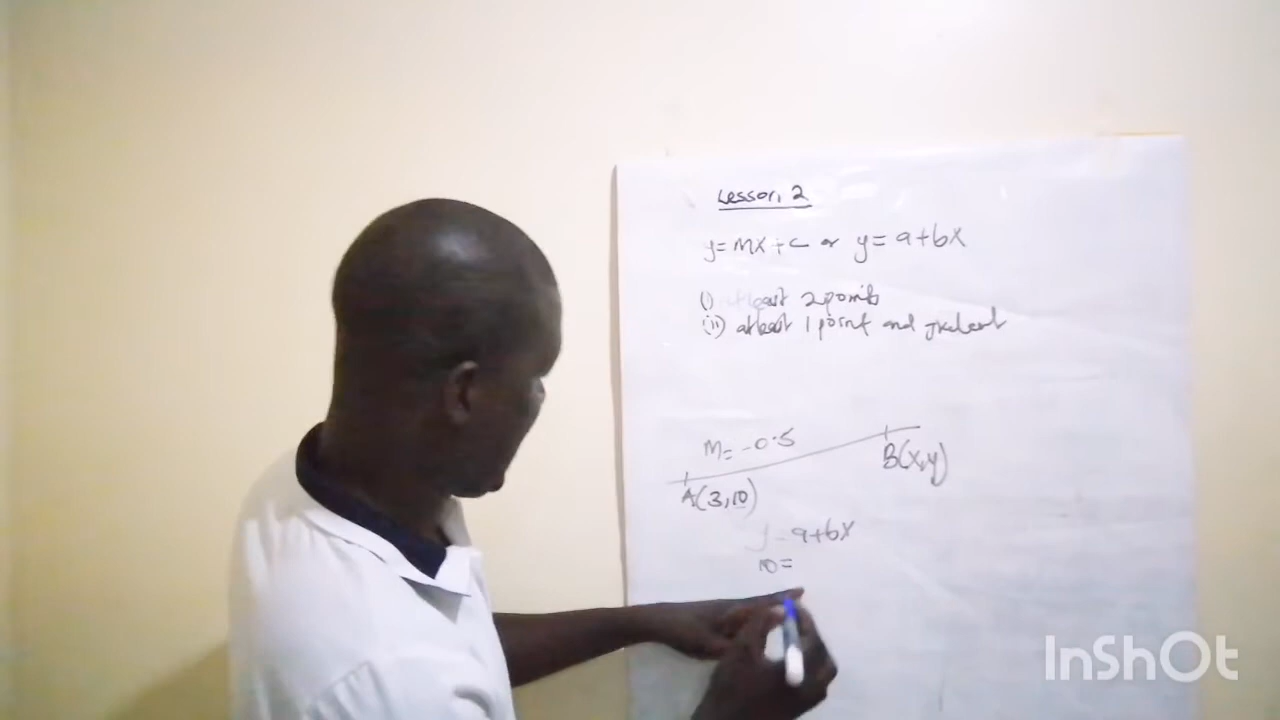 Lesson 2
y=mx+c or y=a+bx
(i) atleast 2 points
(ii) atleast 1 point and gradient
M=-0.5
B(x,y)
A(3,10)
y=a+bx
10=
InShOt